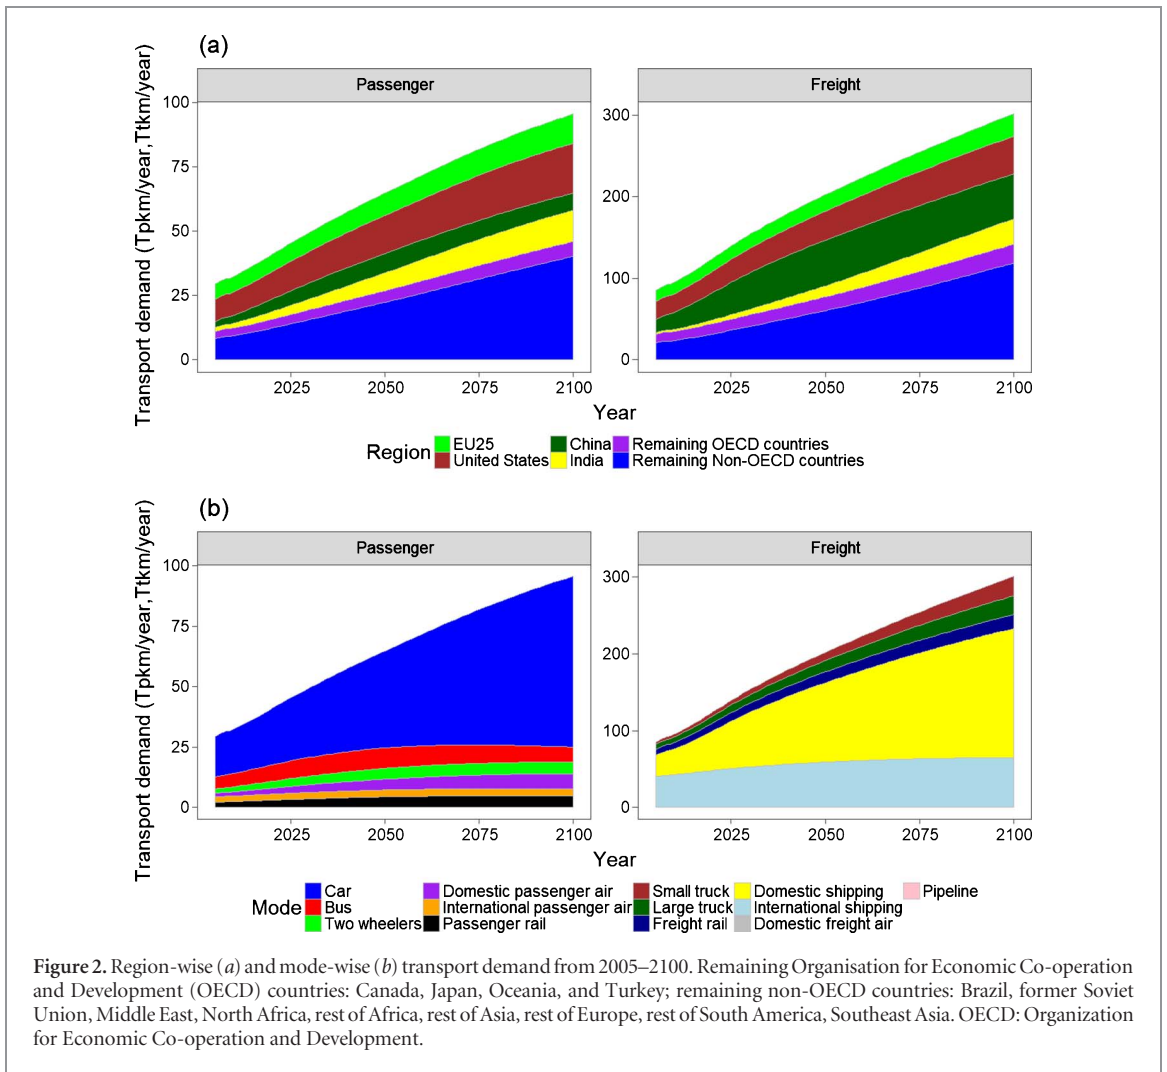 (a)
Passenger
Freight
Transport demand (Tpkm/year,Ttkm/year)
100
75
50
25
0
300
200
100
0
2025 2050 2075 2100
2025 2050 2075 2100
Year
Region
EU25 China Remaining OECD countries
United States India Remaining Non-OECD countries
(b)
Passenger
Freight
Transport demand (Tpkm/year,Ttkm/year)
100
75
50
25
0
300
200
100
0
2025 2050 2075 2100
2025 2050 2075 2100
Year
Mode
Car Domestic passenger air Small truck Domestic shipping Pipeline
Bus International passenger air Large truck International shipping
Two wheelers Passenger rail Freight rail Domestic freight air
Figure 2. Region-wise (a) and mode-wise (b) transport demand from 2005–2100. Remaining Organisation for Economic Co-operation
and Development (OECD) countries: Canada, Japan, Oceania, and Turkey; remaining non-OECD countries: Brazil, former Soviet
Union, Middle East, North Africa, rest of Africa, rest of Asia, rest of Europe, rest of South America, Southeast Asia. OECD: Organization
for Economic Co-operation and Development.